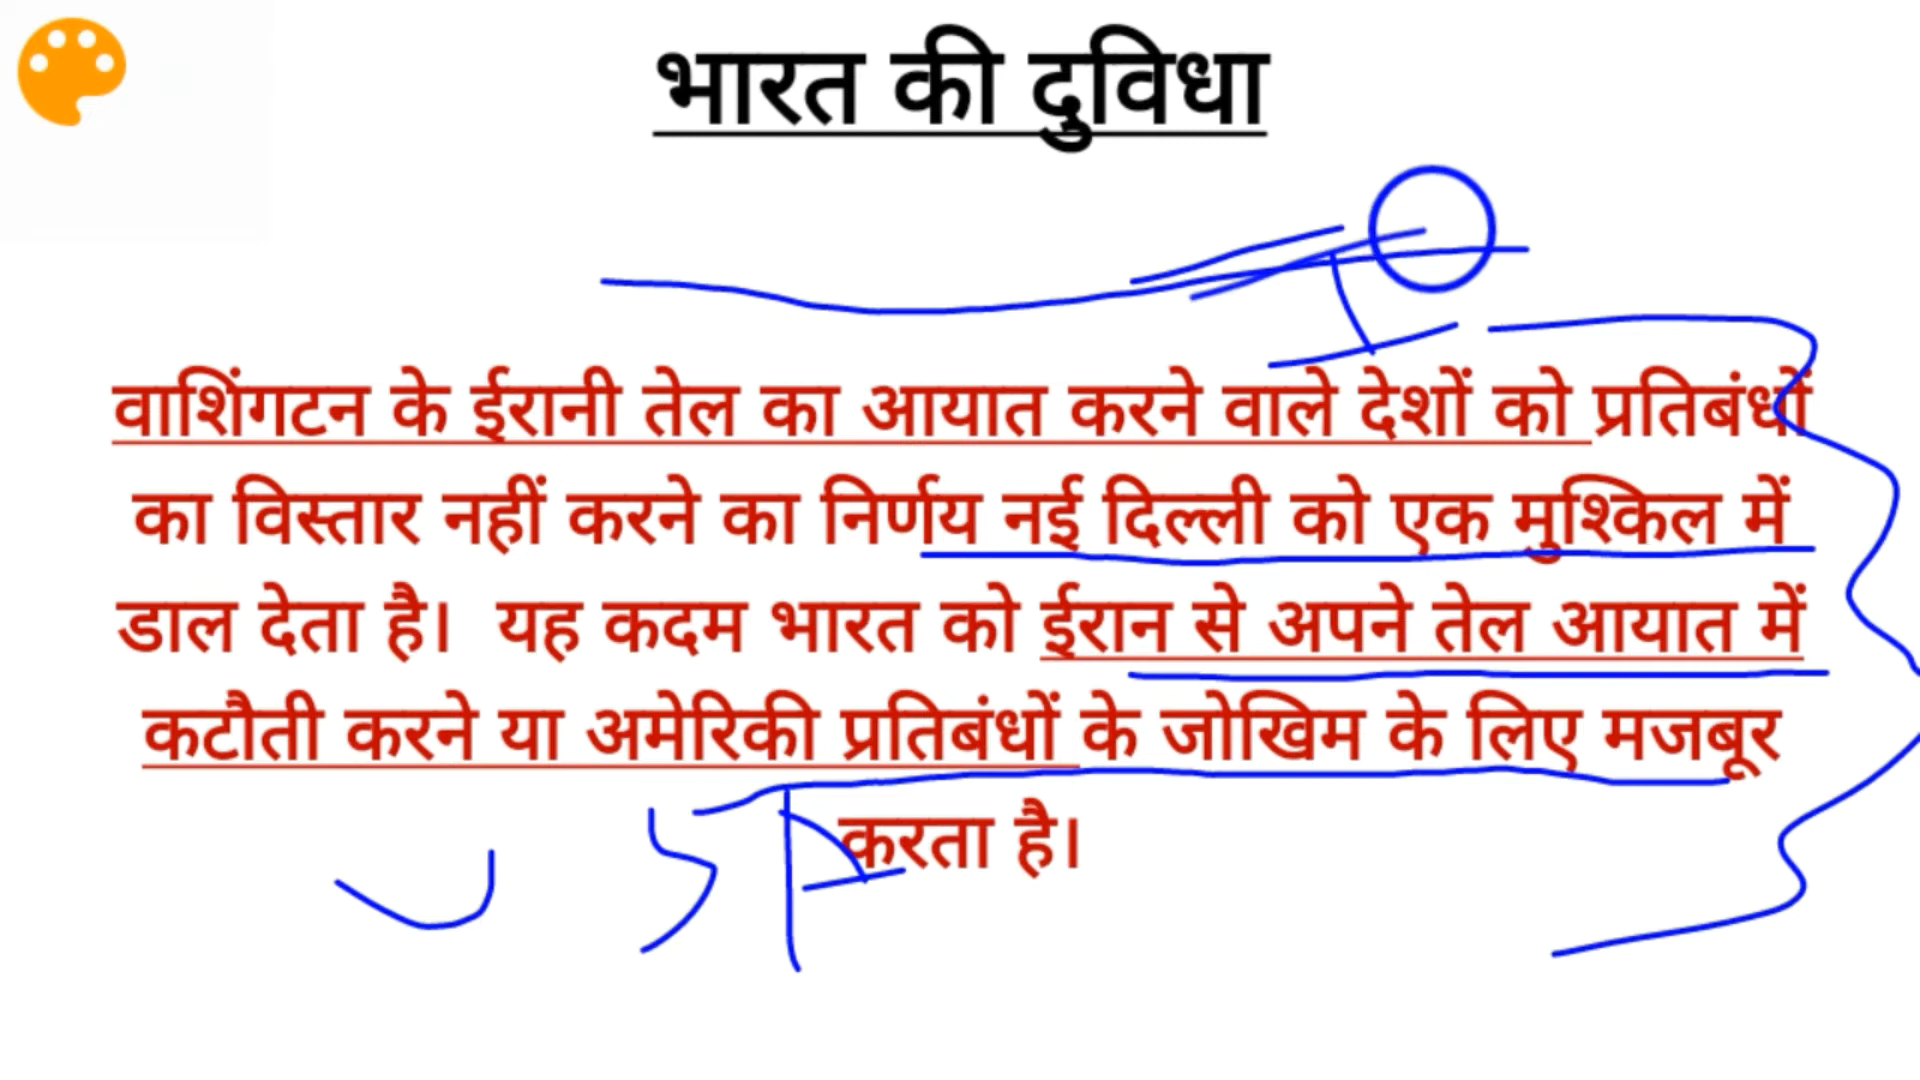 भारत की दुविधा
वाशिंगटन के ईरानी तेल का आयात करने वाले देशों को प्रतिबंधों
का विस्तार नहीं करने का निर्णय नई दिल्ली को एक मुश्किल में
डाल देता है। यह कदम भारत को ईरान से अपने तेल आयात में
कटौती करने या अमेरिकी प्रतिबंधों के जोखिम के लिए मजबूर
करता है।